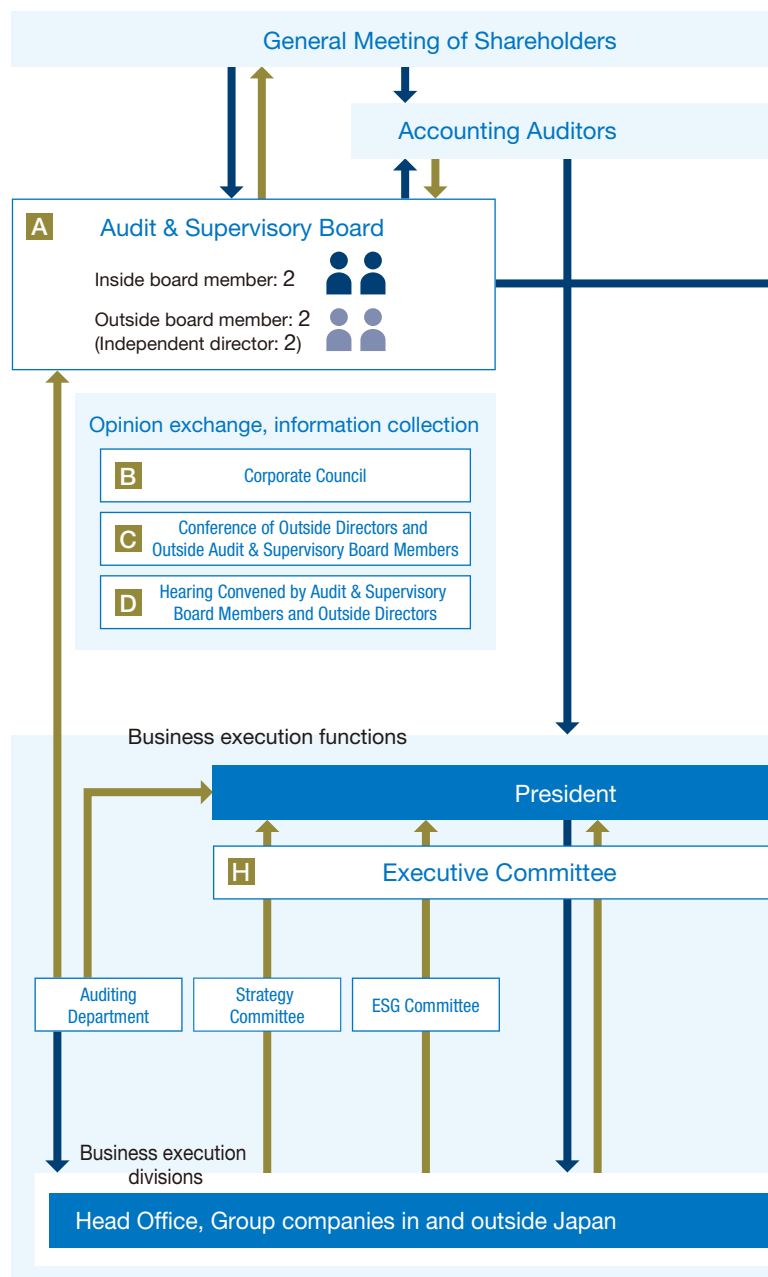 General Meeting of Shareholders
Accounting Auditors
A
Audit & Supervisory Board
Inside board member: 2
Outside board member: 2
(Independent director: 2)
Opinion exchange, information collection
B
Corporate Council
C
Conference of Outside Directors and
Outside Audit & Supervisory Board Members
D
Hearing Convened by Audit & Supervisory
Board Members and Outside Directors
Business execution functions
President
H
Executive Committee
Auditing
Department
Strategy
Committee
ESG Committee
Business execution
divisions
Head Office, Group companies in and outside Japan